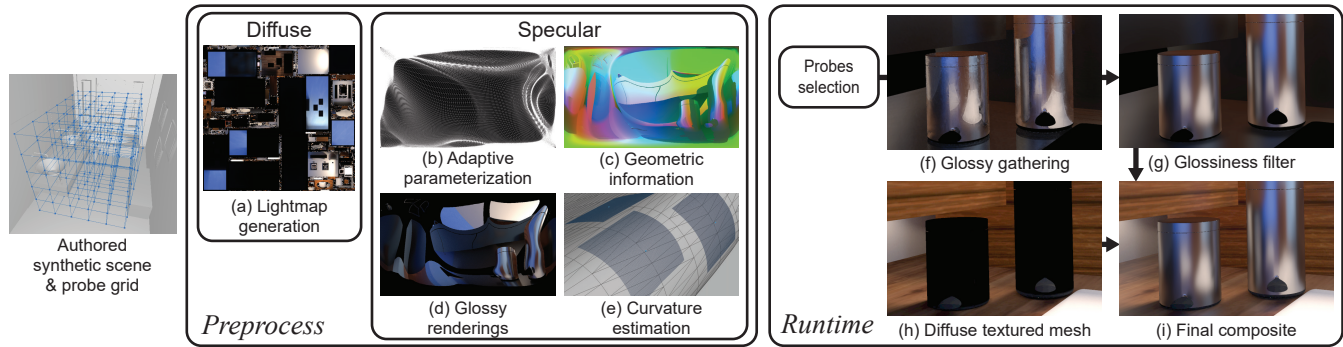 Authored
synthetic scene
& probe grid
Preprocess
Diffuse
(a) Lightmap
generation
Specular
(b) Adaptive
parameterization
(c) Geometric
information
(d) Glossy
renderings
(e) Curvature
estimation
Runtime
Probes
selection
(f) Glossy gathering
(g) Glossiness filter
(h) Diffuse textured mesh
(i) Final composite